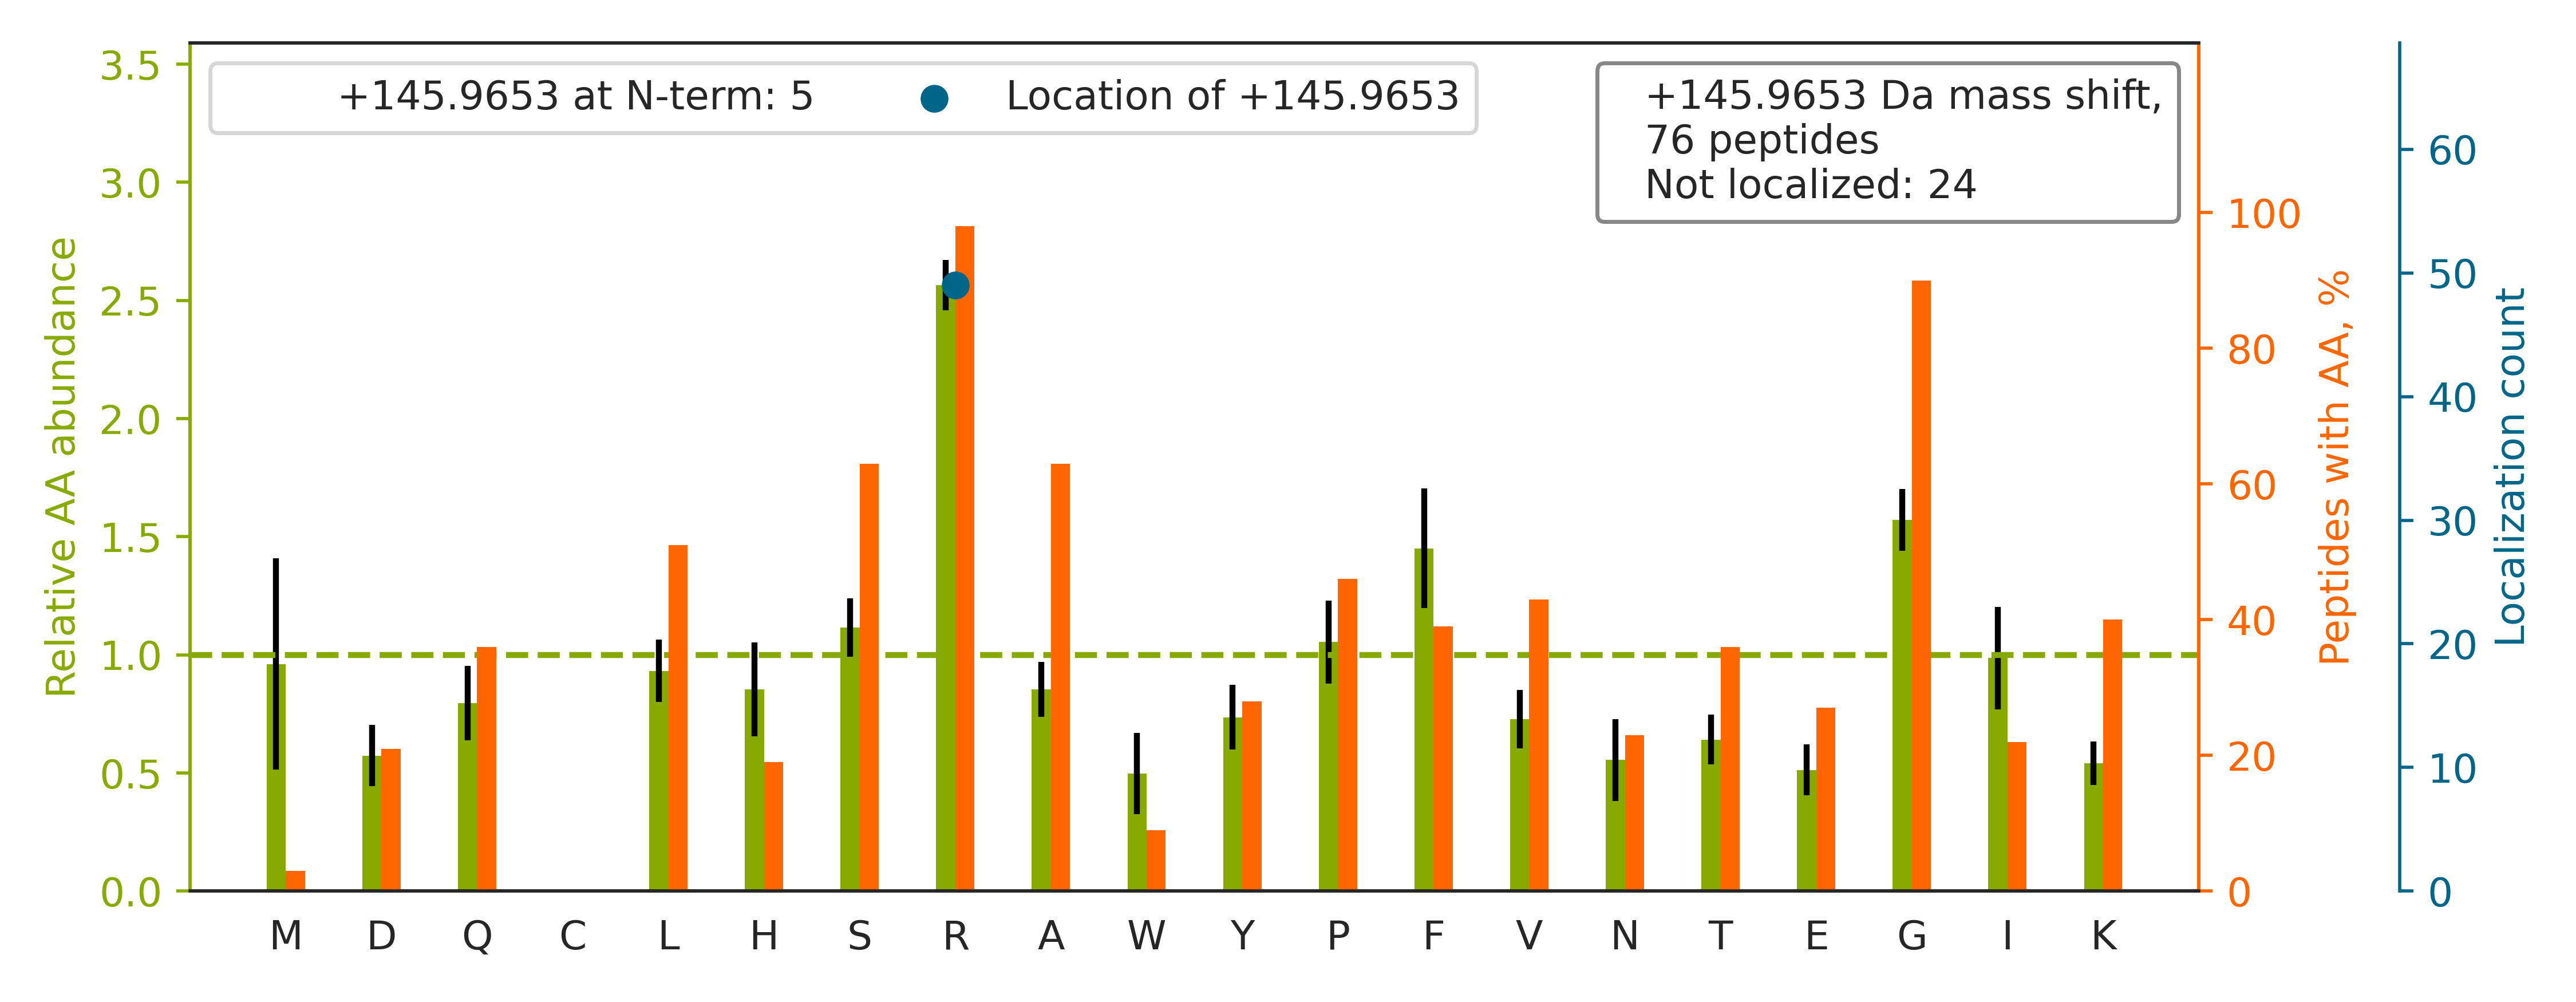 +145.9653 at N-term: 5
Location of +145.9653
+145.9653 Da mass shift,
76 peptides
Not localized: 24
Relative AA abundance
3.5
3.0
2.5
2.0
1.5
1.0
0.5
0.0
M D Q C L H S R A W Y P F V N T E G I K
100
80
60
40
20
0
Peptides with AA, %
60
50
40
30
20
10
0
Localization count